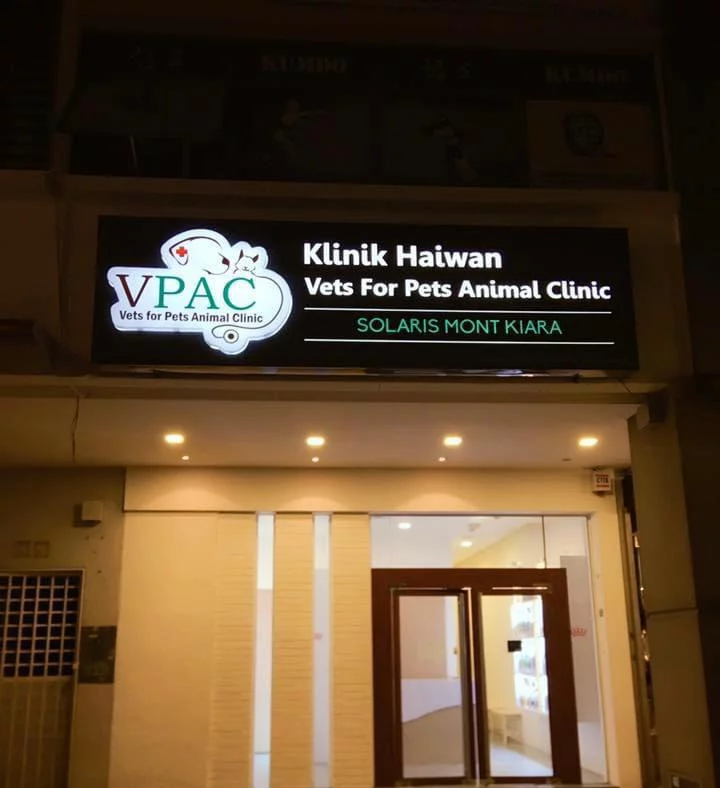 VPAC
Vets for Pets Animal Clinic
Klinik Haiwan
Vets For Pets Animal Clinic
SOLARIS MONT KIARA